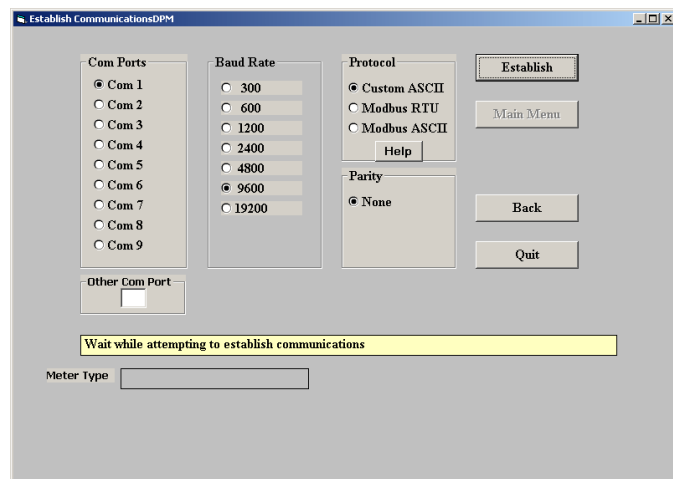 Establish CommunicationsDPM
Com Ports
Com 1
Com 2
Com 3
Com 4
Com 5
Com 6
Com 7
Com 8
Com 9
Other Com Port
Baud Rate
300
600
1200
2400
4800
9600
19200
Protocol
Custom ASCII
Modbus RTU
Modbus ASCII
Help
Parity
None
Establish
Main Menu
Back
Quit
Wait while attempting to establish communications
Meter Type